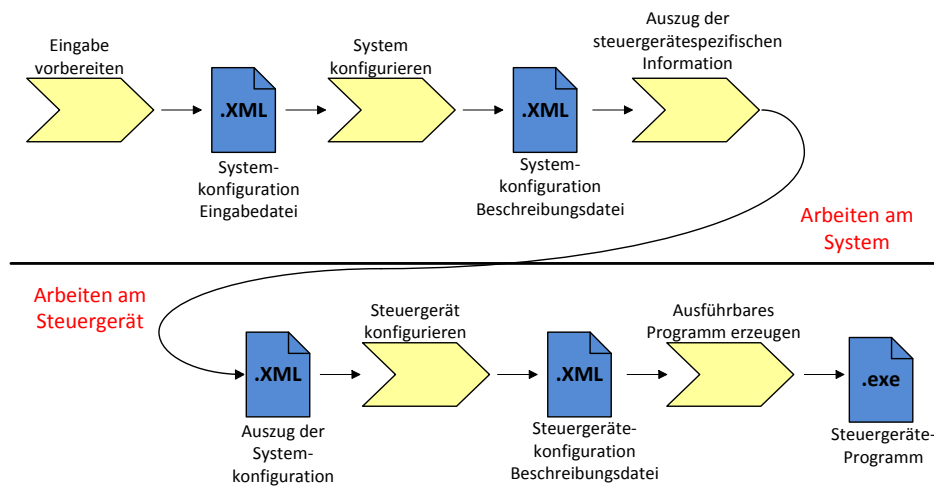 Eingabe
vorbereiten
.XML
System-
konfiguration
Eingabedatei
System
konfigurieren
.XML
System-
konfiguration
Beschreibungsdatei
Auszug der
steuergerätespezifischen
Information
Arbeiten am
System
Arbeiten am
Steuergerät
.XML
Auszug der
System-
konfiguration
Steuergerät
konfigurieren
.XML
Steuergeräte-
konfiguration
Beschreibungsdatei
Ausführbares
Programm erzeugen
.exe
Steuergeräte-
Programm